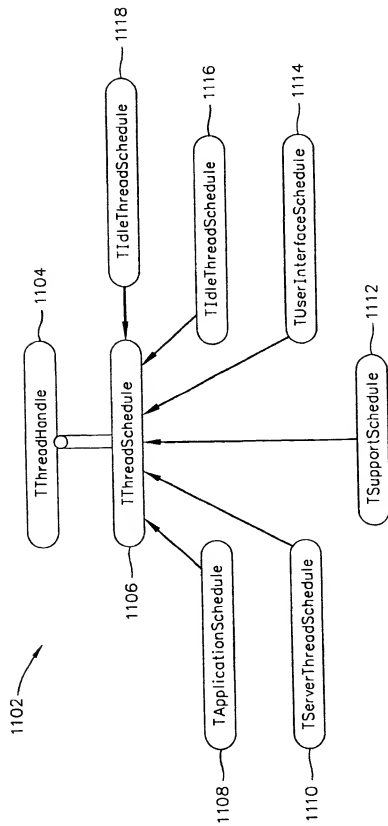 1102
TThreadHandle
1104
TThreadSchedule
1106
TIdleThreadSchedule
1118
TIdleThreadSchedule
1116
TUserInterfaceSchedule
1114
TSupportSchedule
1112
TApplicationSchedule
1108
TServerThreadSchedule
1110